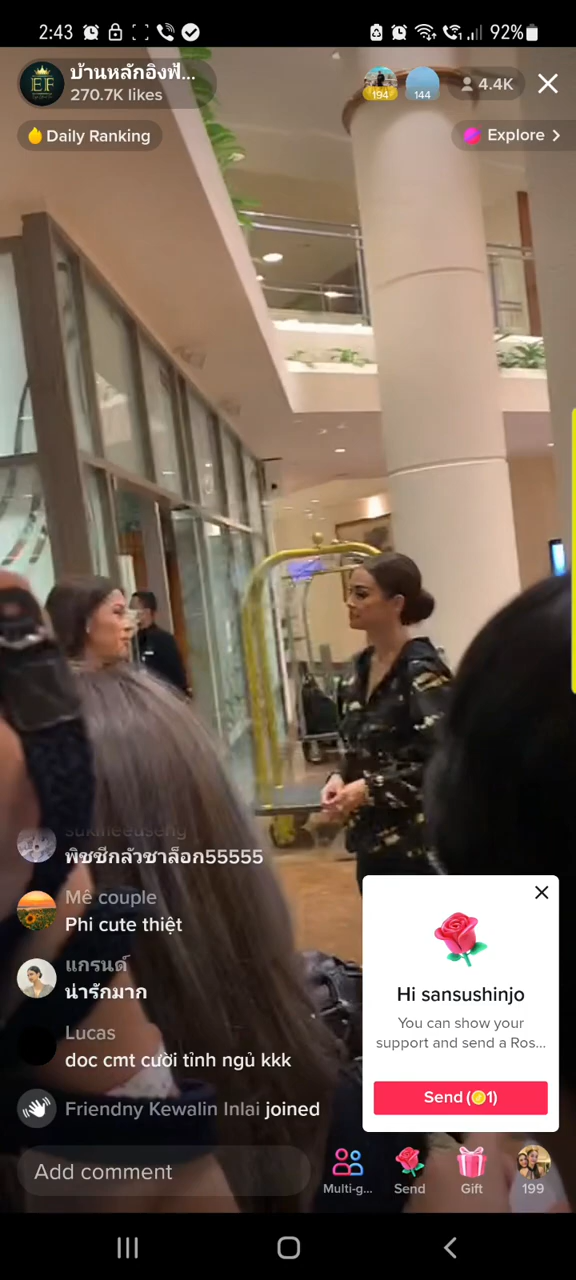 2:43
92%
บ้านหลักอิงฟ้...
270.7K likes
194
144
4.4K
Daily Ranking
Explore >
sukineeuseng
พิชชี่กลัวชาล็อก55555
Mê couple
Phi cute thiệt
แกรนด์
น่ารักมาก
Lucas
doc cmt cười tỉnh ngủ kkk
Friendny Kewalin Inlai joined
Hi sansushinjo
You can show your
support and send a Ros...
Send (1)
Add comment
Multi-g...
Send
Gift
199